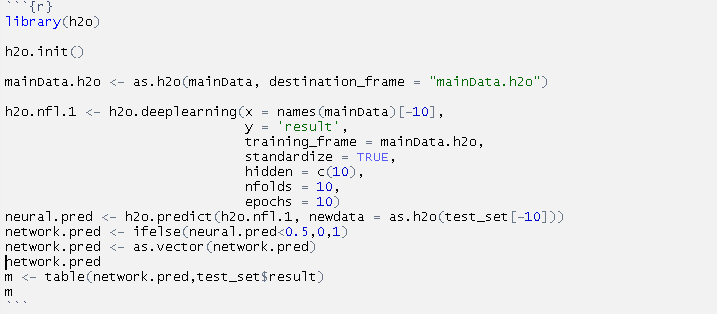 ```{r}
library(h2o)
h2o.init()
mainData.h2o <- as.h2o(mainData, destination_frame = "mainData.h2o")
h2o.nfl.1 <- h2o.deeplearning(x = names(mainData)[-10],
y = 'result',
training_frame = mainData.h2o,
standardize = TRUE,
hidden = c(10),
nfolds = 10,
epochs = 10)
neural.pred <- h2o.predict(h2o.nfl.1, newdata = as.h2o(test_set[-10]))
network.pred <- ifelse(neural.pred<0.5,0,1)
network.pred <- as.vector(network.pred)
network.pred
m <- table(network.pred,test_set$result)
m
```